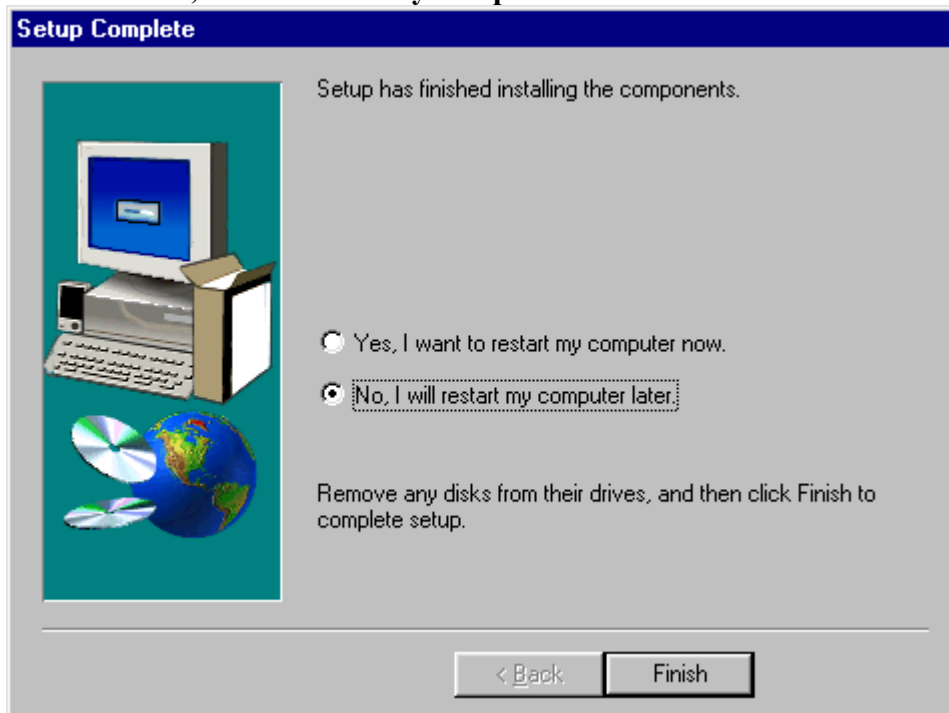 Setup Complete
Setup has finished installing the components.
Yes, I want to restart my computer now.
No, I will restart my computer later.
Remove any disks from their drives, and then click Finish to
complete setup.
< Back
Finish